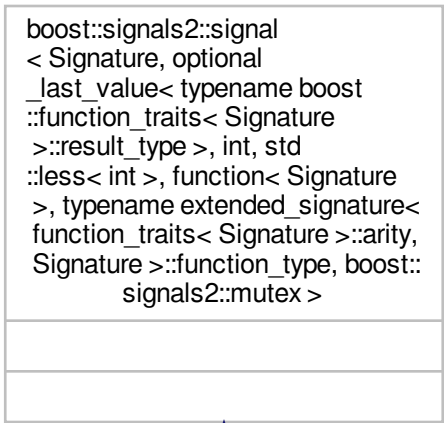 boost::signals2::signal
< Signature, optional
_last_value< typename boost
::function_traits< Signature
>::result_type >, int, std
::less< int >, function< Signature
>, typename extended_signature<
function_traits< Signature >::arity,
Signature >::function_type, boost::
signals2::mutex >